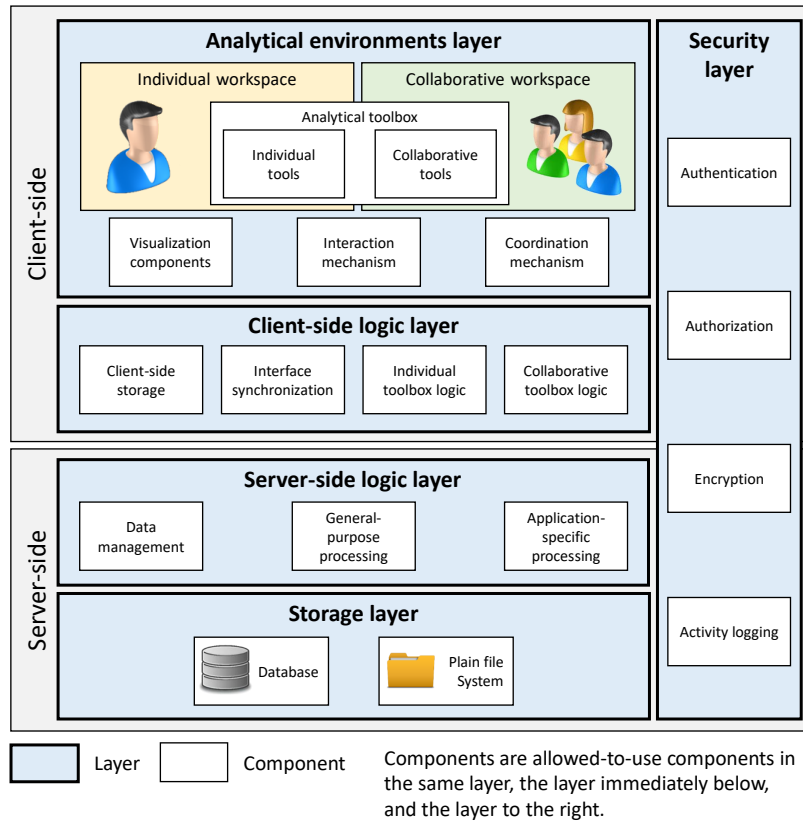 Analytical environments layer
Individual workspace
Collaborative workspace
Analytical toolbox
Individual
tools
Collaborative
tools
Visualization
components
Interaction
mechanism
Coordination
mechanism
Client-side
Client-side logic layer
Client-side
storage
Interface
synchronization
Individual
toolbox logic
Collaborative
toolbox logic
Server-side
Server-side logic layer
Data
management
General-
purpose
processing
Application-
specific
processing
Storage layer
Database
Plain file
System
Security
layer
Authentication
Authorization
Encryption
Activity logging
Layer
Component
Components are allowed-to-use components in
the same layer, the layer immediately below,
and the layer to the right.